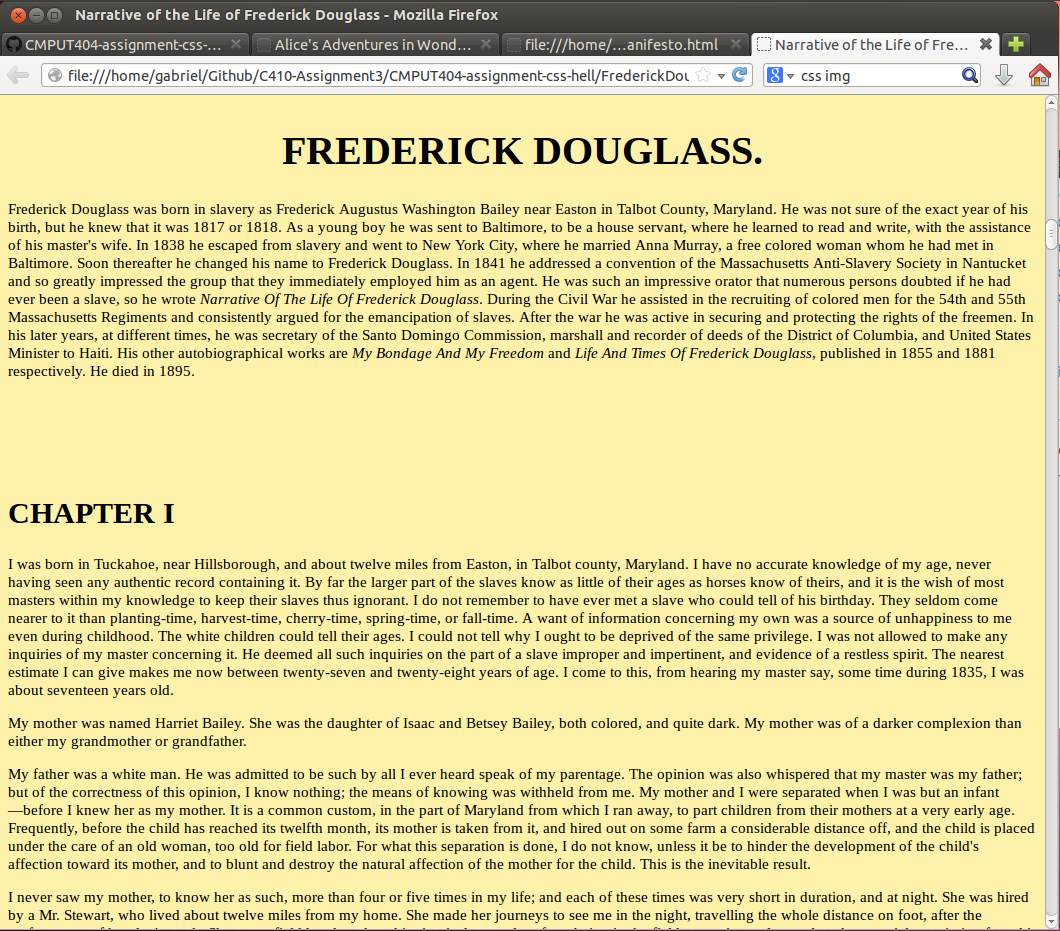 Narrative of the Life of Frederick Douglass - Mozilla Firefox
CMPUT404-assignment-css-... Alice's Adventures in Wond... file:///home/...anifesto.html Narrative of the Life of Fre...
file:///home/gabriel/Github/C410-Assignment3/CMPUT404-assignment-css-hell/FrederickDou 8 css img
FREDERICK DOUGLASS.
Frederick Douglass was born in slavery as Frederick Augustus Washington Bailey near Easton in Talbot County, Maryland. He was not sure of the exact year of his
birth, but he knew that it was 1817 or 1818. As a young boy he was sent to Baltimore, to be a house servant, where he learned to read and write, with the assistance
of his master's wife. In 1838 he escaped from slavery and went to New York City, where he married Anna Murray, a free colored woman whom he had met in
Baltimore. Soon thereafter he changed his name to Frederick Douglass. In 1841 he addressed a convention of the Massachusetts Anti-Slavery Society in Nantucket
and so greatly impressed the group that they immediately employed him as an agent. He was such an impressive orator that numerous persons doubted if he had
ever been a slave, so he wrote Narrative Of The Life Of Frederick Douglass. During the Civil War he assisted in the recruiting of colored men for the 54th and 55th
Massachusetts Regiments and consistently argued for the emancipation of slaves. After the war he was active in securing and protecting the rights of the freemen. In
his later years, at different times, he was secretary of the Santo Domingo Commission, marshall and recorder of deeds of the District of Columbia, and United States
Minister to Haiti. His other autobiographical works are My Bondage And My Freedom and Life And Times Of Frederick Douglass, published in 1855 and 1881
respectively. He died in 1895.
CHAPTER I
I was born in Tuckahoe, near Hillsborough, and about twelve miles from Easton, in Talbot county, Maryland. I have no accurate knowledge of my age, never
having seen any authentic record containing it. By far the larger part of the slaves know as little of their ages as horses know of theirs, and it is the wish of most
masters within my knowledge to keep their slaves thus ignorant. I do not remember to have ever met a slave who could tell of his birthday. They seldom come
nearer to it than planting-time, harvest-time, cherry-time, spring-time, or fall-time. A want of information concerning my own was a source of unhappiness to me
even during childhood. The white children could tell their ages. I could not tell why I ought to be deprived of the same privilege. I was not allowed to make any
inquiries of my master concerning it. He deemed all such inquiries on the part of a slave improper and impertinent, and evidence of a restless spirit. The nearest
estimate I can give makes me now between twenty-seven and twenty-eight years of age. I come to this, from hearing my master say, some time during 1835, I was
about seventeen years old.
My mother was named Harriet Bailey. She was the daughter of Isaac and Betsey Bailey, both colored, and quite dark. My mother was of a darker complexion than
either my grandmother or grandfather.
My father was a white man. He was admitted to be such by all I ever heard speak of my parentage. The opinion was also whispered that my master was my father;
but of the correctness of this opinion, I know nothing; the means of knowing was withheld from me. My mother and I were separated when I was but an infant
—before I knew her as my mother. It is a common custom, in the part of Maryland from which I ran away, to part children from their mothers at a very early age.
Frequently, before the child has reached its twelfth month, its mother is taken from it, and hired out on some farm a considerable distance off, and the child is placed
under the care of an old woman, too old for field labor. For what this separation is done, I do not know, unless it be to hinder the development of the child's
affection toward its mother, and to blunt and destroy the natural affection of the mother for the child. This is the inevitable result.
I never saw my mother, to know her as such, more than four or five times in my life; and each of these times was very short in duration, and at night. She was hired
by a Mr. Stewart, who lived about twelve miles from my home. She made her journeys to see me in the night, travelling the whole distance on foot, after the